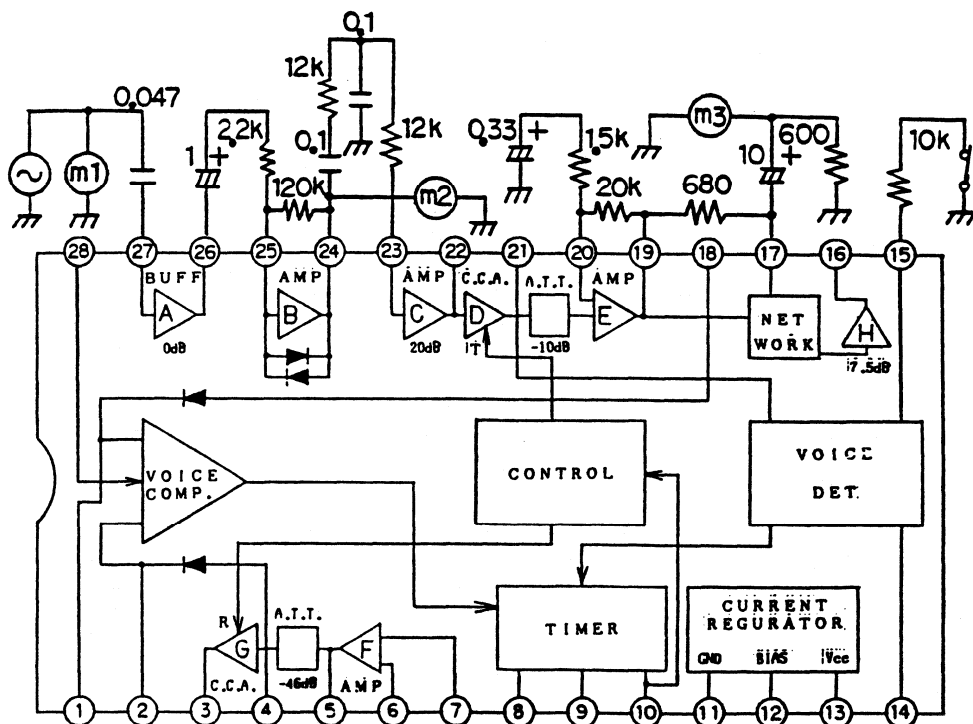 0.1
12k
0.047
2.2k
12k
0.33 +
1.5k
m3
600
10k
m1
1 +
0.1
10 +
120k
m2
20k
680
28 27 26 25 24 23 22 21 20 19 18 17 16 15
BUFF AMP AMP C.C.A. A.T.T. AMP
A B C D E
NET
WORK
H
0dB 20dB T -10dB 17.5dB
VOICE
COMP.
CONTROL
VOICE
DET.
TIMER
CURRENT
REGURATOR
GND BIAS Vcc
R A.T.T.
G F
C.C.A. -46dB AMP
1 2 3 4 5 6 7 8 9 10 11 12 13 14